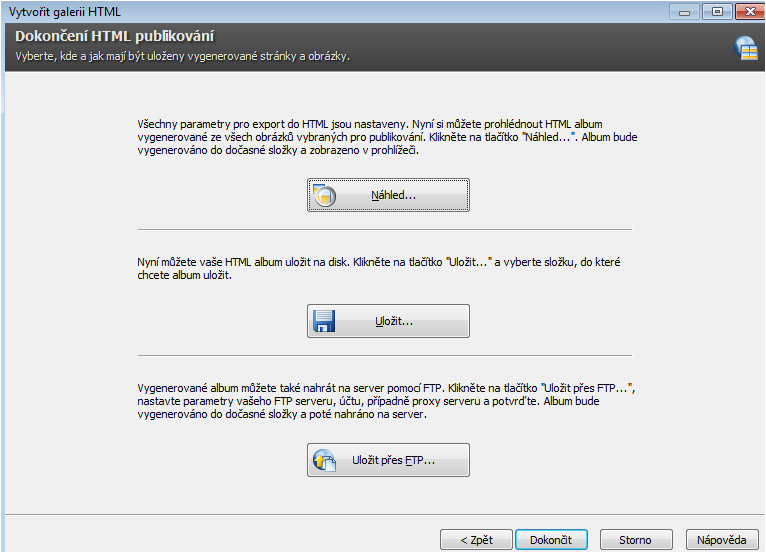 Vytvořit galerii HTML
Dokončení HTML publikování
Vyberte, kde a jak mají být uloženy vygenerované stránky a obrázky.
Všechny parametry pro export do HTML jsou nastaveny. Nyní si můžete prohlédnout HTML album
vygenerované ze všech obrázků vybraných pro publikování. Klikněte na tlačítko "Náhled...". Album bude
vygenerováno do dočasné složky a zobrazeno v prohlížeči.
Náhled...
Nyní můžete vaše HTML album uložit na disk. Klikněte na tlačítko "Uložit..." a vyberte složku, do které
chcete album uložit.
Uložit...
Vygenerované album můžete také nahrát na server pomocí FTP. Klikněte na tlačítko "Uložit přes FTP...",
nastavte parametry vašeho FTP serveru, účtu, případně proxy serveru a potvrďte. Album bude
vygenerováno do dočasné složky a poté nahráno na server.
Uložit přes FTP...
< Zpět Dokončit Storno Nápověda